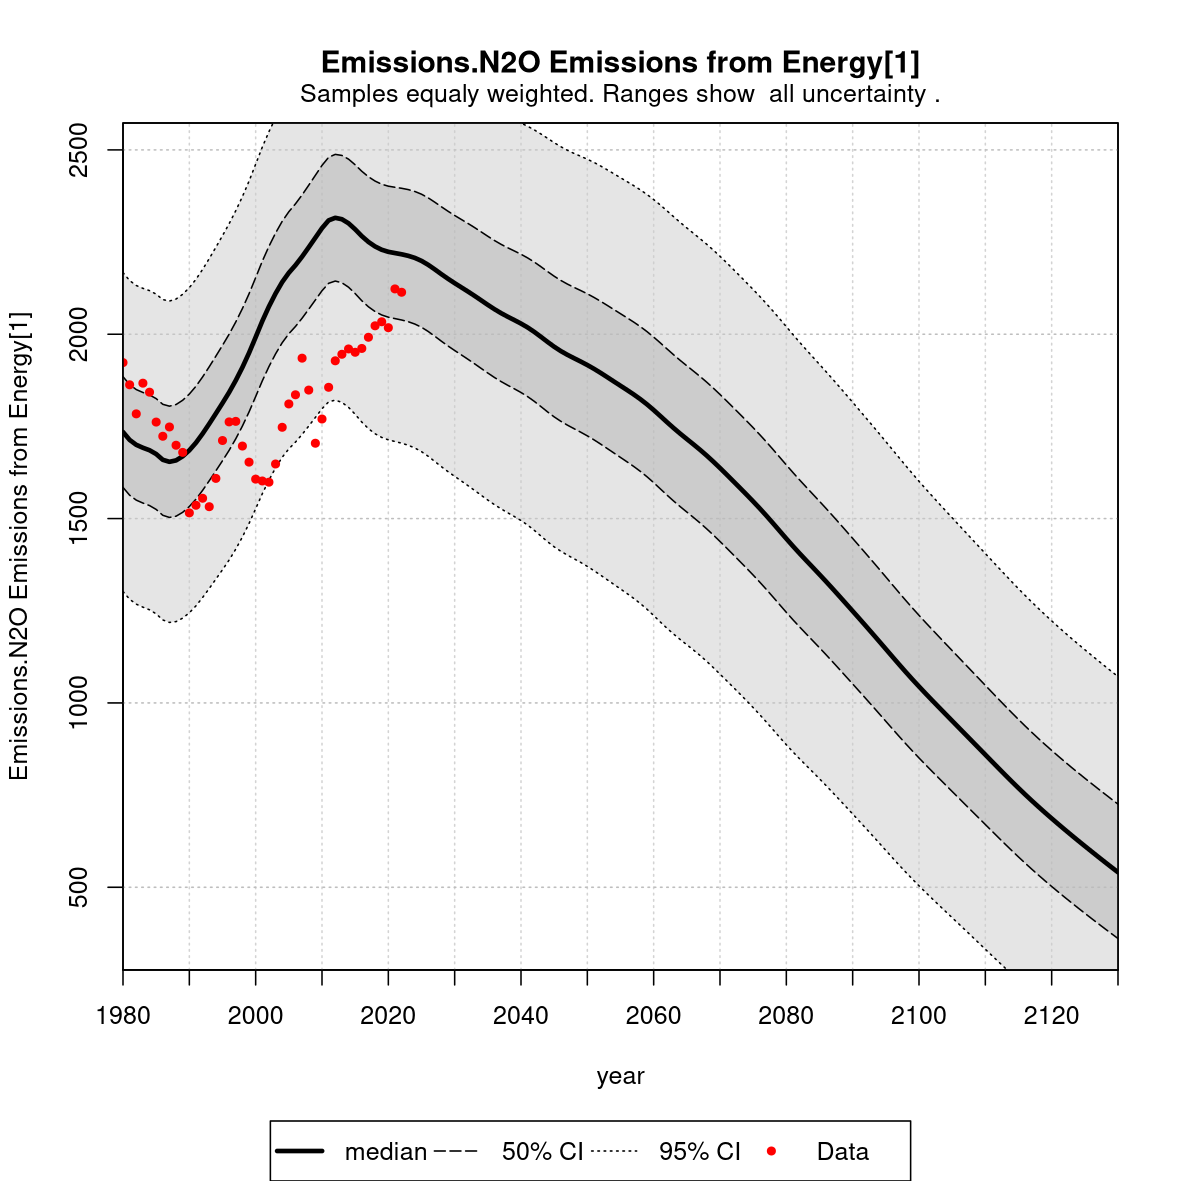 Emissions.N2O Emissions from Energy[1]
Samples equaly weighted. Ranges show  all uncertainty .
Emissions.N2O Emissions from Energy[1]
2500
2000
1500
1000
500
1980 2000 2020 2040 2060 2080 2100 2120
year
median 50% CI 95% CI Data